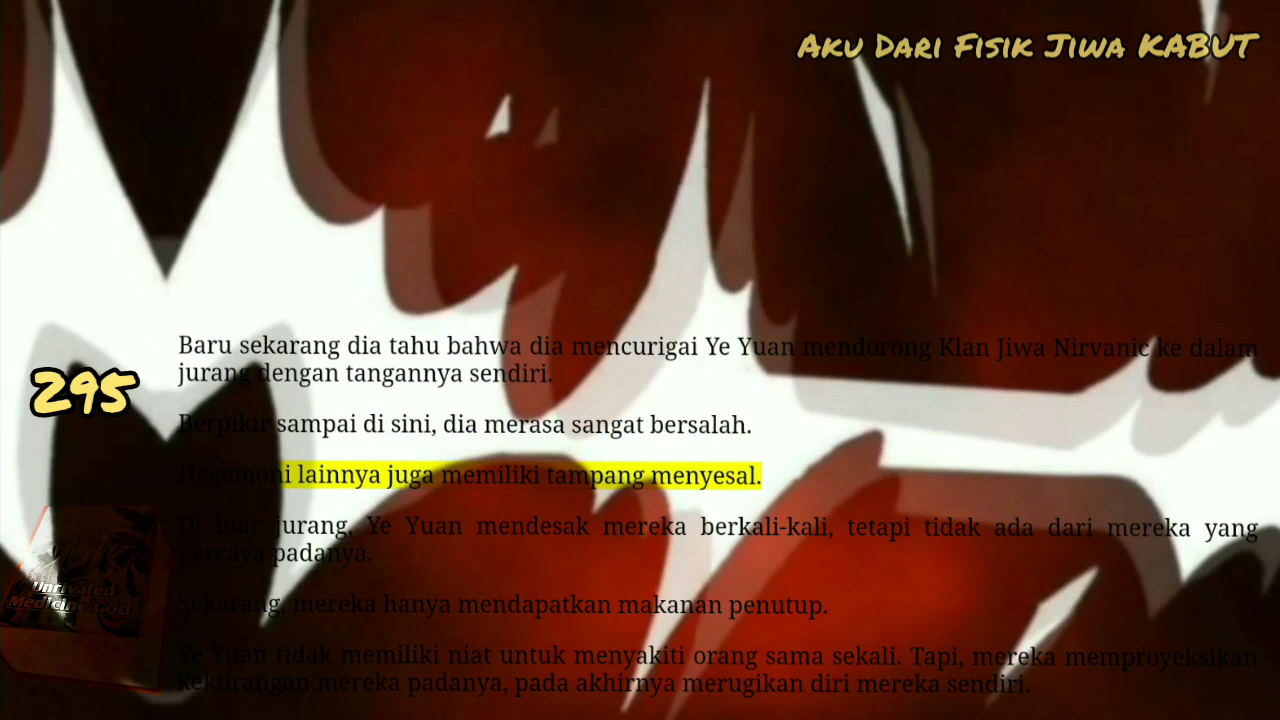 Aku Dari Fisik Jiwa KABUT
Baru sekarang dia tahu bahwa dia mencurigai Ye Yuan mendorong Klan Jiwa Nirvanic ke dalam
jurang dengan tangannya sendiri.
295
Berpikir sampai di sini, dia merasa sangat bersalah.
Hegemoni lainnya juga memiliki tampang menyesal.
Di luar jurang, Ye Yuan mendesak mereka berkali-kali, tetapi tidak ada dari mereka yang
percaya padanya.
Unrivaled
Medicine God
Sekarang, mereka hanya mendapatkan makanan penutup.
Ye Yuan tidak memiliki niat untuk menyakiti orang sama sekali. Tapi, mereka memproyeksikan
kekurangan mereka padanya, pada akhirnya merugikan diri mereka sendiri.